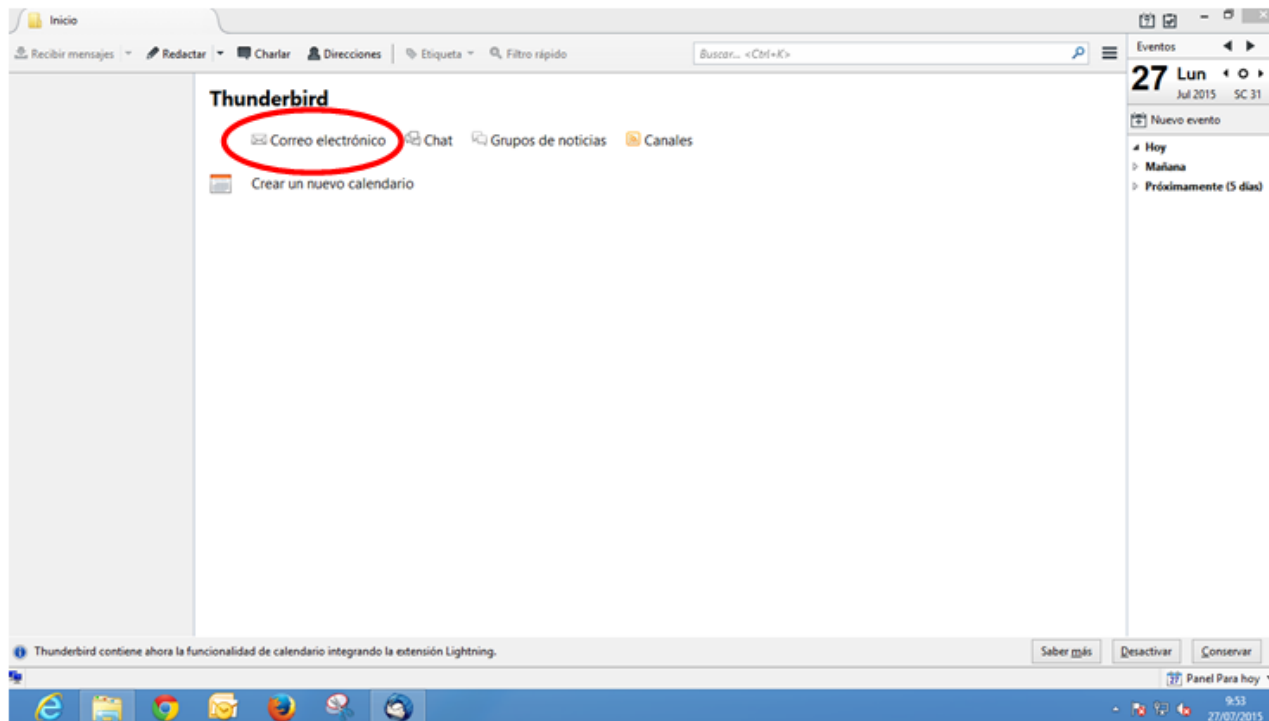 Inicio
Recibir mensajes Redactar Charlar Direcciones Etiqueta Filtro rápido Buscar... <Ctrl+K>
Thunderbird
Correo electrónico Chat Grupos de noticias Canales
Crear un nuevo calendario
Eventos
27 Lun
Jul 2015 SC 31
Nuevo evento
Hoy
Mañana
Próximamente (5 días)
Thunderbird contiene ahora la funcionalidad de calendario integrando la extensión Lightning. Saber más Desactivar Conservar
27 Panel Para hoy
9:53
27/07/2015